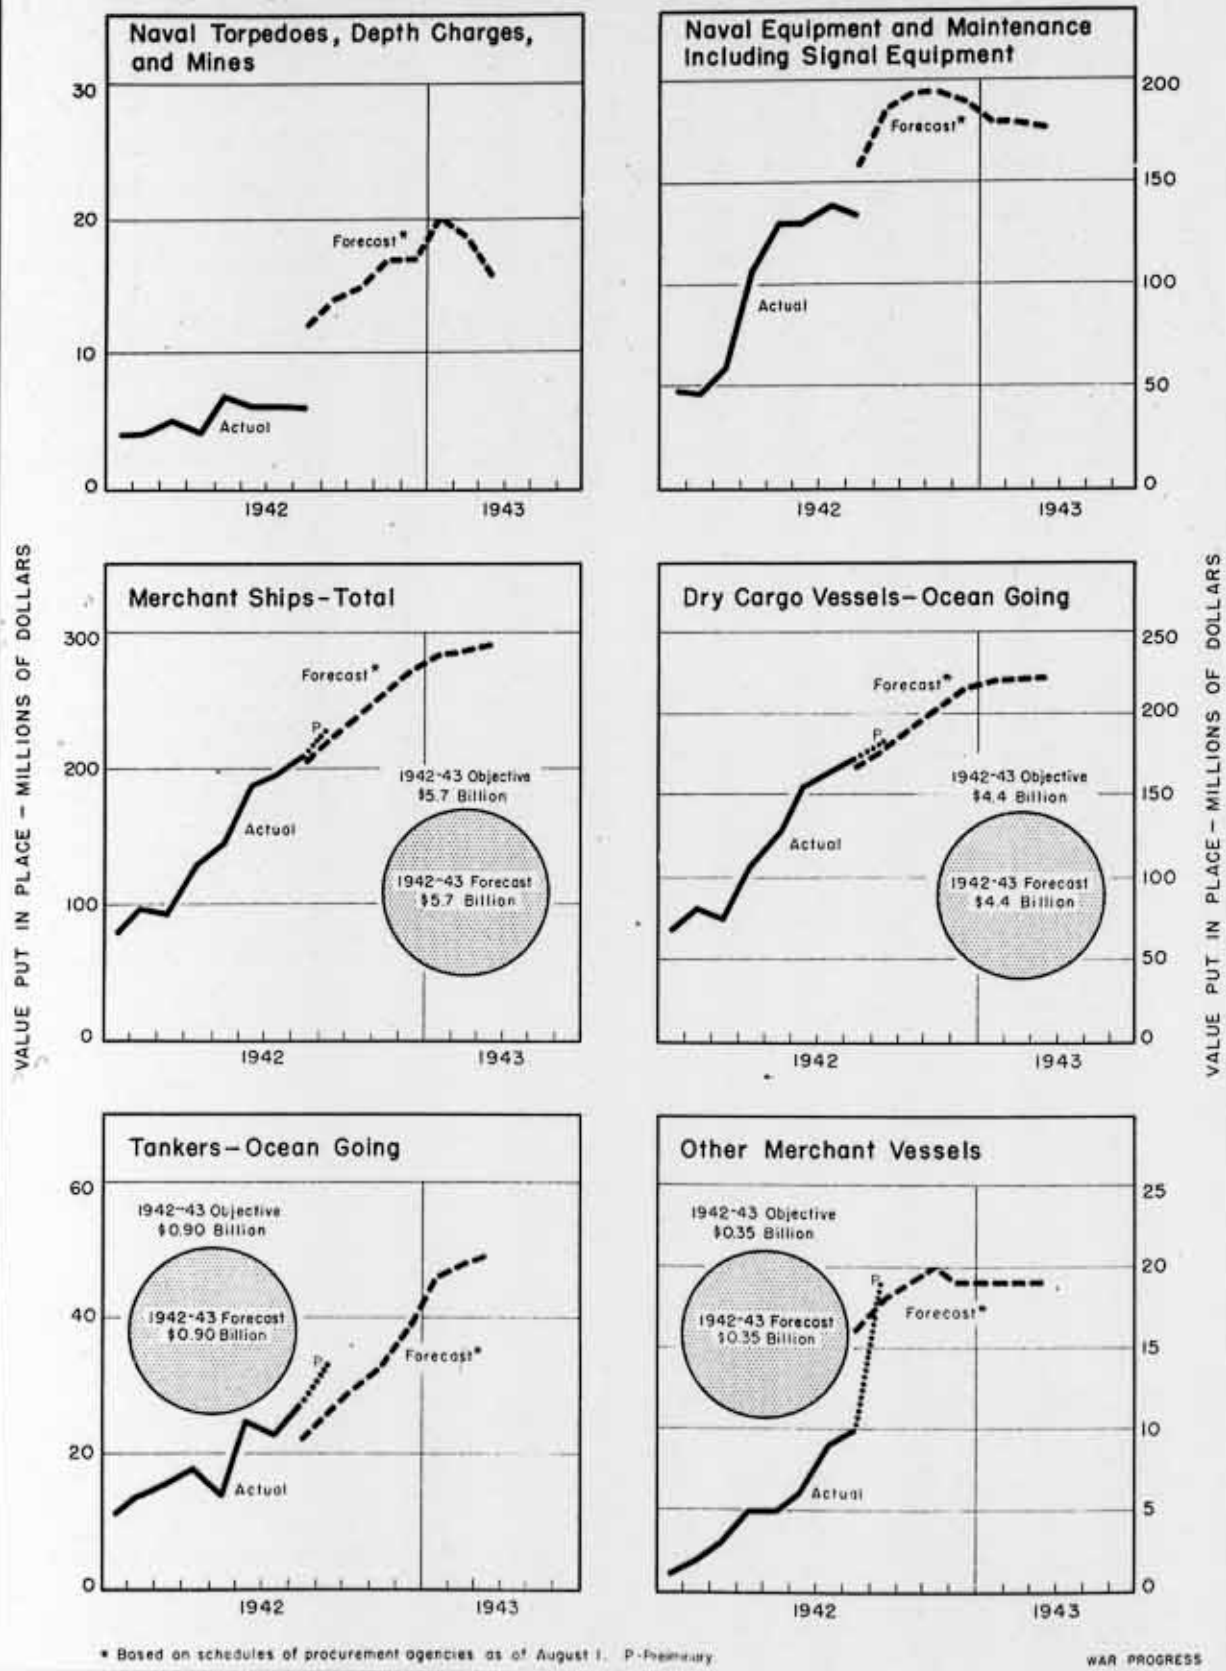 Naval Torpedoes, Depth Charges,
and Mines
30
20
10
0
Forecast*
Actual
1942
1943
Naval Equipment and Maintenance
Including Signal Equipment
200
150
100
50
0
Forecast*
Actual
1942
1943
VALUE PUT IN PLACE - MILLIONS OF DOLLARS
Merchant Ships-Total
300
200
100
0
Forecast*
P
Actual
1942-43 Objective
$5.7 Billion
1942-43 Forecast
$5.7 Billion
1942
1943
Dry Cargo Vessels-Ocean Going
250
200
150
100
50
0
Forecast*
P
Actual
1942-43 Objective
$4.4 Billion
1942-43 Forecast
$4.4 Billion
1942
1943
VALUE PUT IN PLACE - MILLIONS OF DOLLARS
Tankers-Ocean Going
60
40
20
0
1942-43 Objective
$0.90 Billion
1942-43 Forecast
$0.90 Billion
P
Forecast*
Actual
1942
1943
Other Merchant Vessels
25
20
15
10
5
0
1942-43 Objective
$0.35 Billion
1942-43 Forecast
$0.35 Billion
P
Forecast*
Actual
1942
1943
* Based on schedules of procurement agencies as of August 1. P-Preliminary.
WAR PROGRESS